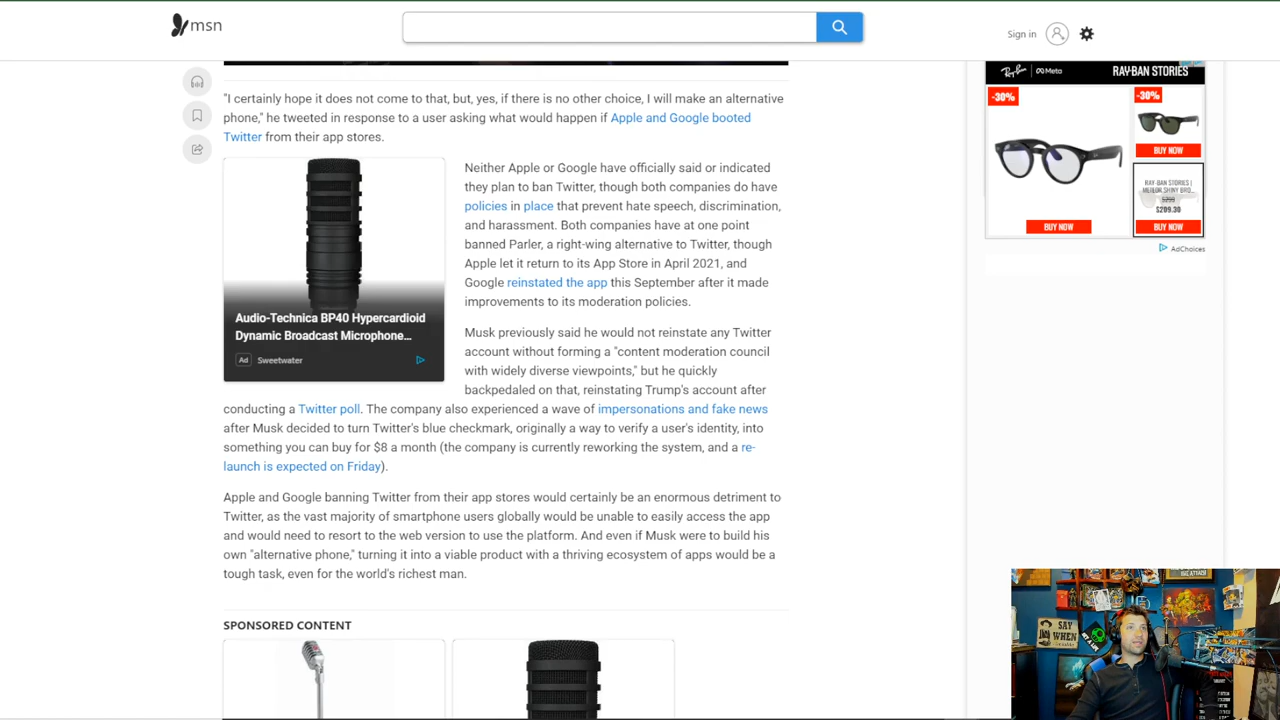 msn
Sign in
"I certainly hope it does not come to that, but, yes, if there is no other choice, I will make an alternative
phone," he tweeted in response to a user asking what would happen if Apple and Google booted
Twitter from their app stores.
Audio-Technica BP40 Hypercardioid
Dynamic Broadcast Microphone...
Ad Sweetwater
Neither Apple or Google have officially said or indicated
they plan to ban Twitter, though both companies do have
policies in place that prevent hate speech, discrimination,
and harassment. Both companies have at one point
banned Parler, a right-wing alternative to Twitter, though
Apple let it return to its App Store in April 2021, and
Google reinstated the app this September after it made
improvements to its moderation policies.
Musk previously said he would not reinstate any Twitter
account without forming a "content moderation council
with widely diverse viewpoints," but he quickly
backpedaled on that, reinstating Trump's account after
conducting a Twitter poll. The company also experienced a wave of impersonations and fake news
after Musk decided to turn Twitter's blue checkmark, originally a way to verify a user's identity, into
something you can buy for $8 a month (the company is currently reworking the system, and a re-
launch is expected on Friday).
Apple and Google banning Twitter from their app stores would certainly be an enormous detriment to
Twitter, as the vast majority of smartphone users globally would be unable to easily access the app
and would need to resort to the web version to use the platform. And even if Musk were to build his
own "alternative phone," turning it into a viable product with a thriving ecosystem of apps would be a
tough task, even for the world's richest man.
SPONSORED CONTENT
Ray-Ban | Meta RAY-BAN STORIES
-30%
BUY NOW
-30%
BUY NOW
RAY-BAN STORIES |
$299
$209.30
BUY NOW
AdChoices
SAY
WHEN